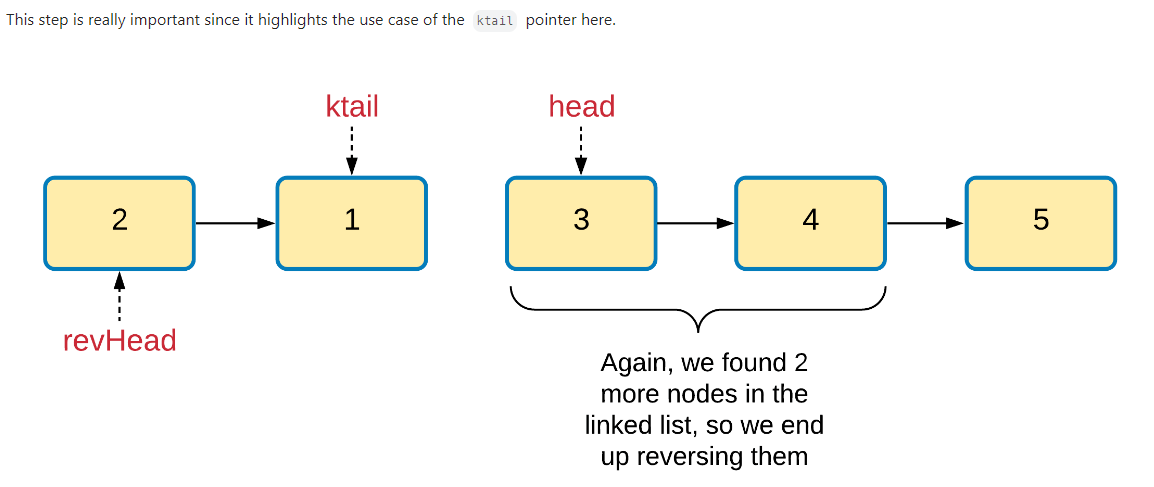 This step is really important since it highlights the use case of the ktail pointer here.
ktail
head
2
1
3
4
5
revHead
Again, we found 2
more nodes in the
linked list, so we end
up reversing them